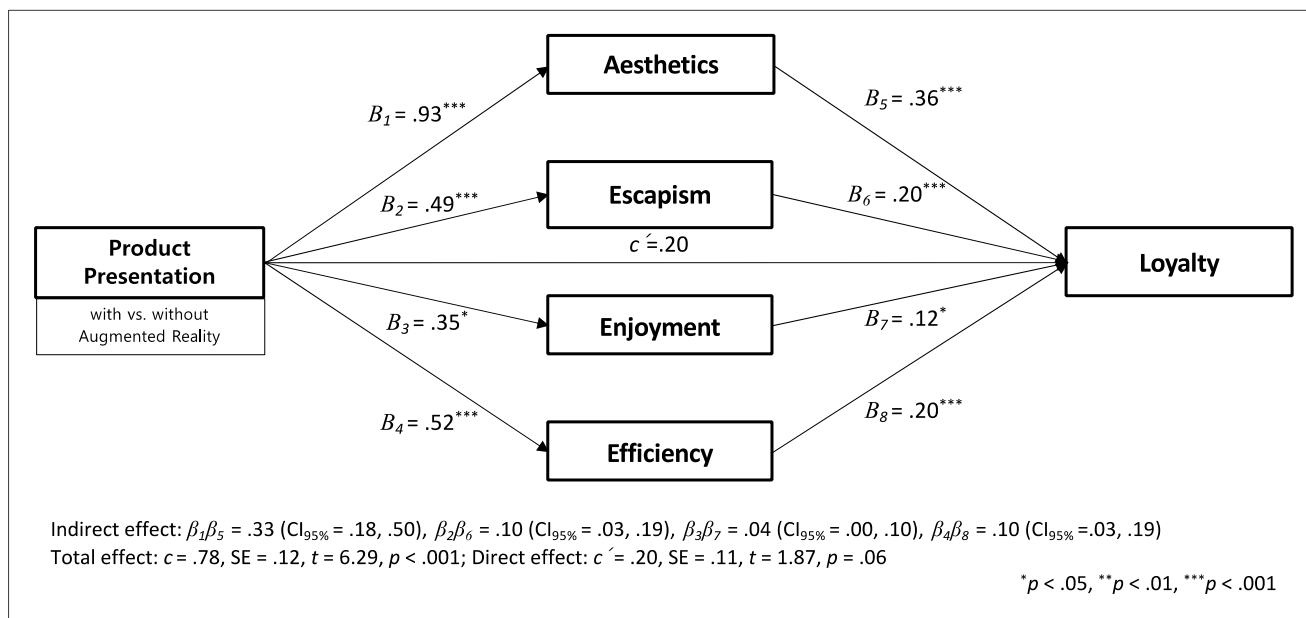 Aesthetics
B1 = .93***
B5 = .36***
Escapism
B2 = .49***
B6 = .20***
c´=.20
Product
Presentation
with vs. without
Augmented Reality
Loyalty
Enjoyment
B3 = .35*
B7 = .12*
B4 = .52***
B8 = .20***
Efficiency
Indirect effect: β1β5 = .33 (CI95% = .18, .50), β2β6 = .10 (CI95% = .03, .19), β3β7 = .04 (CI95% = .00, .10), β4β8 = .10 (CI95% =.03, .19)
Total effect: c = .78, SE = .12, t = 6.29, p < .001; Direct effect: c´ = .20, SE = .11, t = 1.87, p = .06
*p < .05, **p < .01, ***p < .001